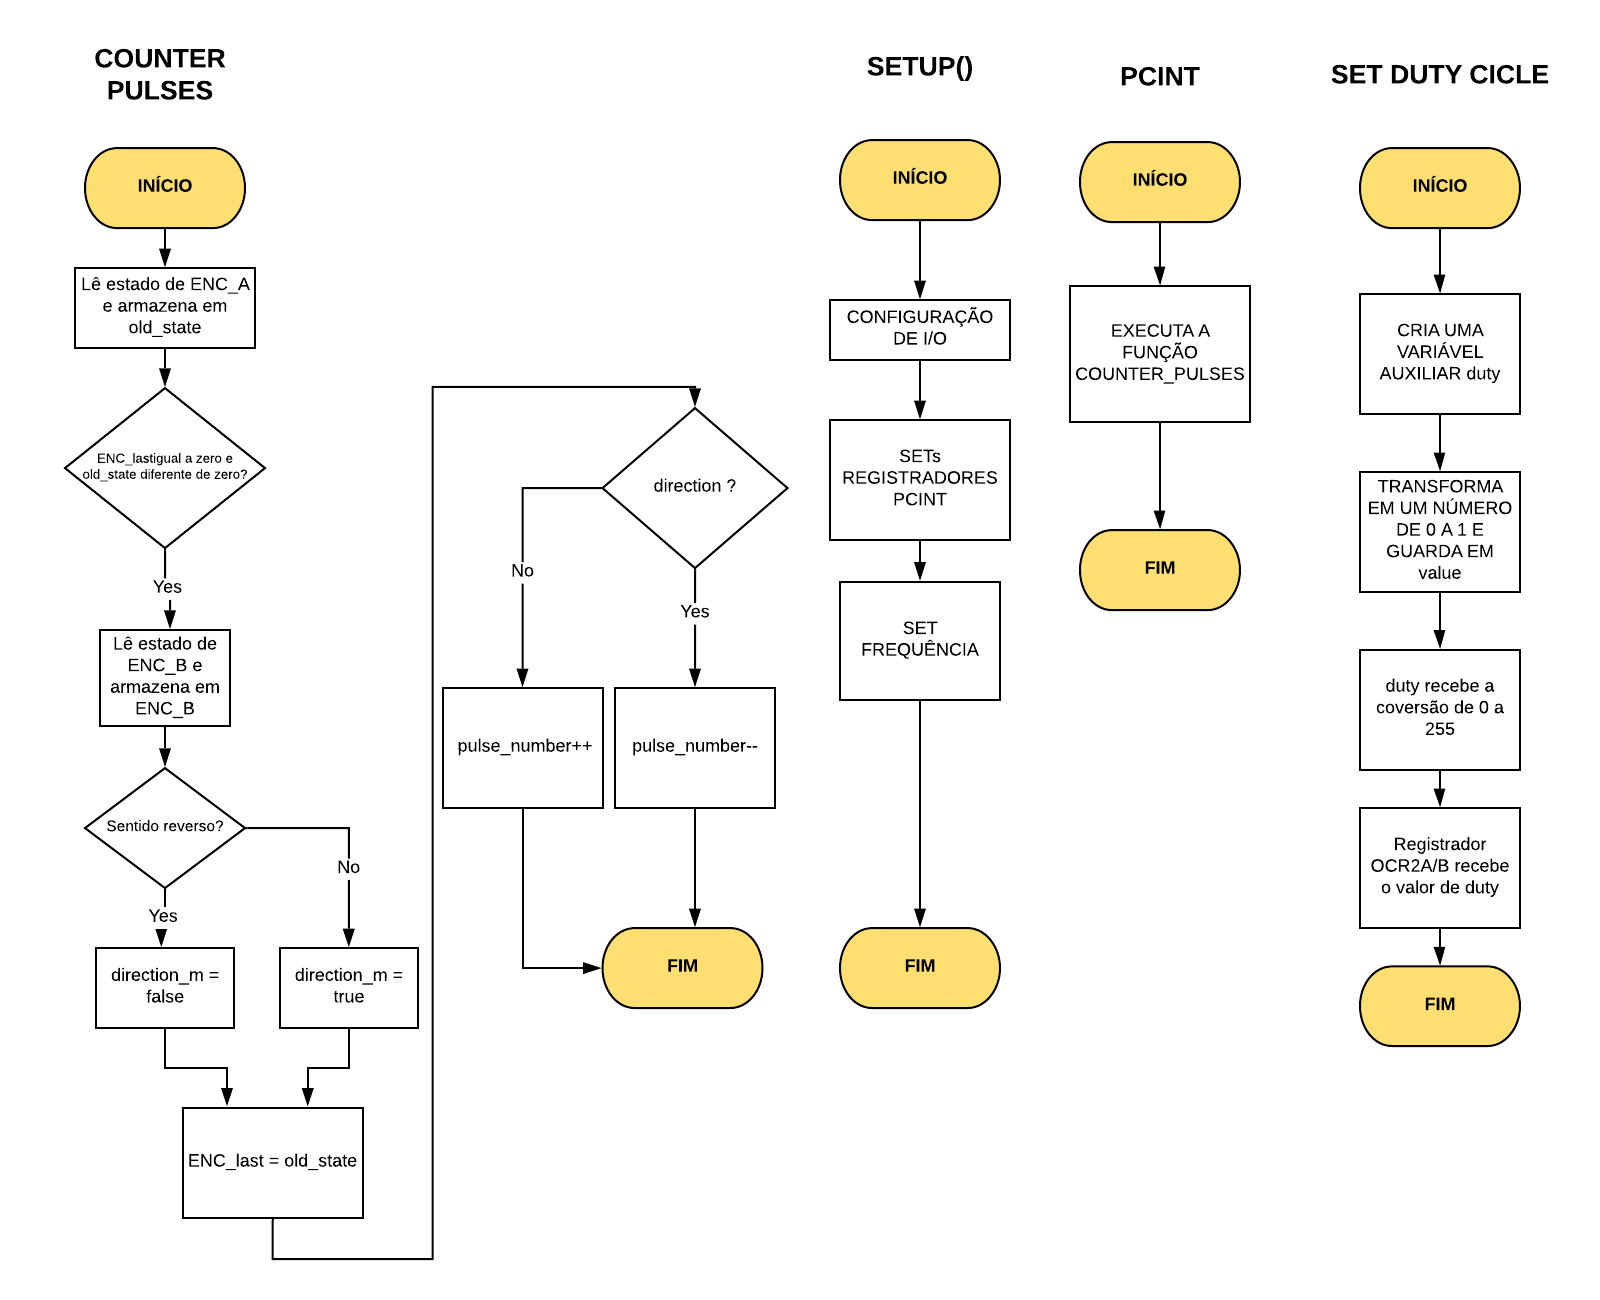 COUNTER
PULSES
INÍCIO
Lê estado de ENC_A
e armazena em
old_state
ENC_lastigual a zero e
old_state diferente de zero?
Yes
Lê estado de
ENC_B e
armazena em
ENC_B
Sentido reverso?
No
Yes
direction_m =
false
direction_m =
true
ENC_last = old_state
direction ?
No
Yes
pulse_number++
pulse_number--
FIM
SETUP()
INÍCIO
CONFIGURAÇÃO
DE I/O
SETs
REGISTRADORES
PCINT
SET
FREQUÊNCIA
FIM
PCINT
INÍCIO
EXECUTA A
FUNÇÃO
COUNTER_PULSES
FIM
SET DUTY CICLE
INÍCIO
CRIA UMA
VARIÁVEL
AUXILIAR duty
TRANSFORMA
EM UM NÚMERO
DE 0 A 1 E
GUARDA EM
value
duty recebe a
coversão de 0 a
255
Registrador
OCR2A/B recebe
o valor de duty
FIM